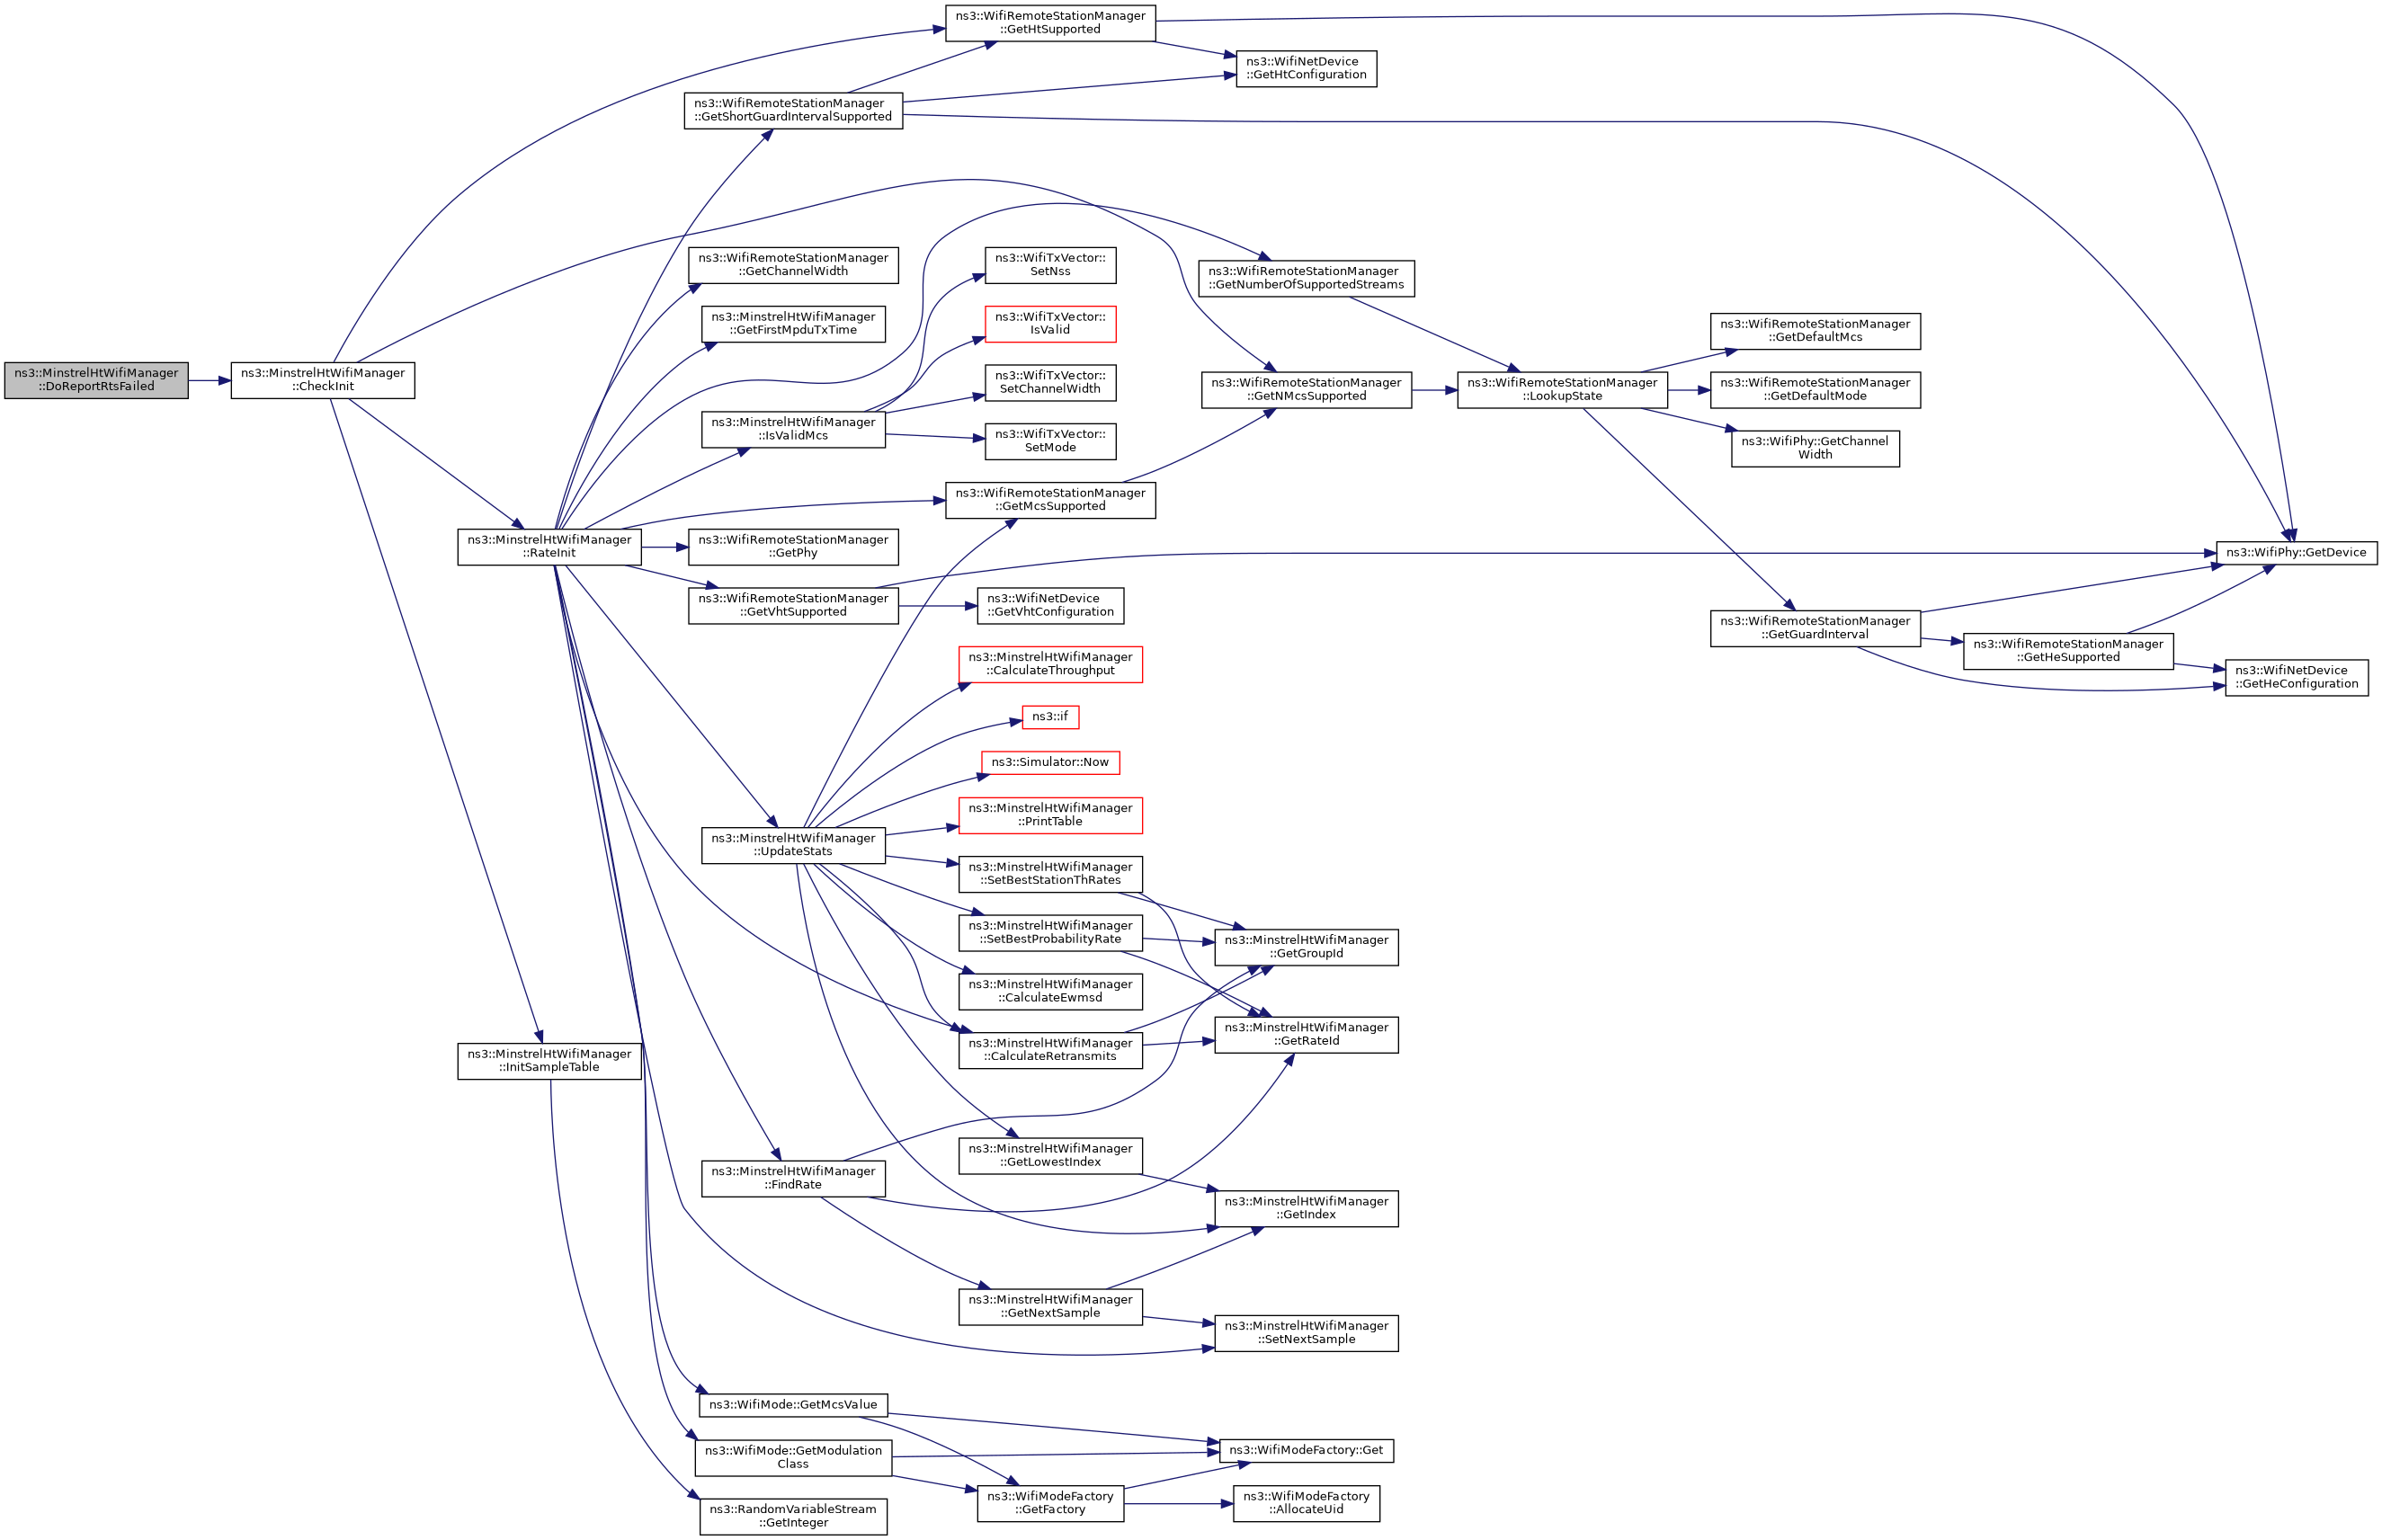 ns3::MinstrelHtWifiManager
::DoReportRtsFailed
ns3::MinstrelHtWifiManager
::CheckInit
ns3::MinstrelHtWifiManager
::RateInit
ns3::MinstrelHtWifiManager
::InitSampleTable
ns3::WifiRemoteStationManager
::GetShortGuardIntervalSupported
ns3::WifiRemoteStationManager
::GetChannelWidth
ns3::MinstrelHtWifiManager
::GetFirstMpduTxTime
ns3::MinstrelHtWifiManager
::IsValidMcs
ns3::WifiRemoteStationManager
::GetPhy
ns3::WifiRemoteStationManager
::GetVhtSupported
ns3::MinstrelHtWifiManager
::UpdateStats
ns3::MinstrelHtWifiManager
::FindRate
ns3::WifiMode::GetMcsValue
ns3::WifiMode::GetModulation
Class
ns3::RandomVariableStream
::GetInteger
ns3::WifiRemoteStationManager
::GetHtSupported
ns3::WifiTxVector::
SetNss
ns3::WifiTxVector::
IsValid
ns3::WifiTxVector::
SetChannelWidth
ns3::WifiTxVector::
SetMode
ns3::WifiRemoteStationManager
::GetMcsSupported
ns3::WifiNetDevice
::GetVhtConfiguration
ns3::MinstrelHtWifiManager
::CalculateThroughput
ns3::if
ns3::Simulator::Now
ns3::MinstrelHtWifiManager
::PrintTable
ns3::MinstrelHtWifiManager
::SetBestStationThRates
ns3::MinstrelHtWifiManager
::SetBestProbabilityRate
ns3::MinstrelHtWifiManager
::CalculateEwmsd
ns3::MinstrelHtWifiManager
::CalculateRetransmits
ns3::MinstrelHtWifiManager
::GetLowestIndex
ns3::MinstrelHtWifiManager
::GetNextSample
ns3::WifiModeFactory
::GetFactory
ns3::WifiNetDevice
::GetHtConfiguration
ns3::WifiRemoteStationManager
::GetNumberOfSupportedStreams
ns3::WifiRemoteStationManager
::GetNMcsSupported
ns3::MinstrelHtWifiManager
::GetGroupId
ns3::MinstrelHtWifiManager
::GetRateId
ns3::MinstrelHtWifiManager
::GetIndex
ns3::MinstrelHtWifiManager
::SetNextSample
ns3::WifiModeFactory::Get
ns3::WifiModeFactory
::AllocateUid
ns3::WifiRemoteStationManager
::LookupState
ns3::WifiRemoteStationManager
::GetDefaultMcs
ns3::WifiRemoteStationManager
::GetDefaultMode
ns3::WifiPhy::GetChannel
Width
ns3::WifiRemoteStationManager
::GetGuardInterval
ns3::WifiRemoteStationManager
::GetHeSupported
ns3::WifiPhy::GetDevice
ns3::WifiNetDevice
::GetHeConfiguration